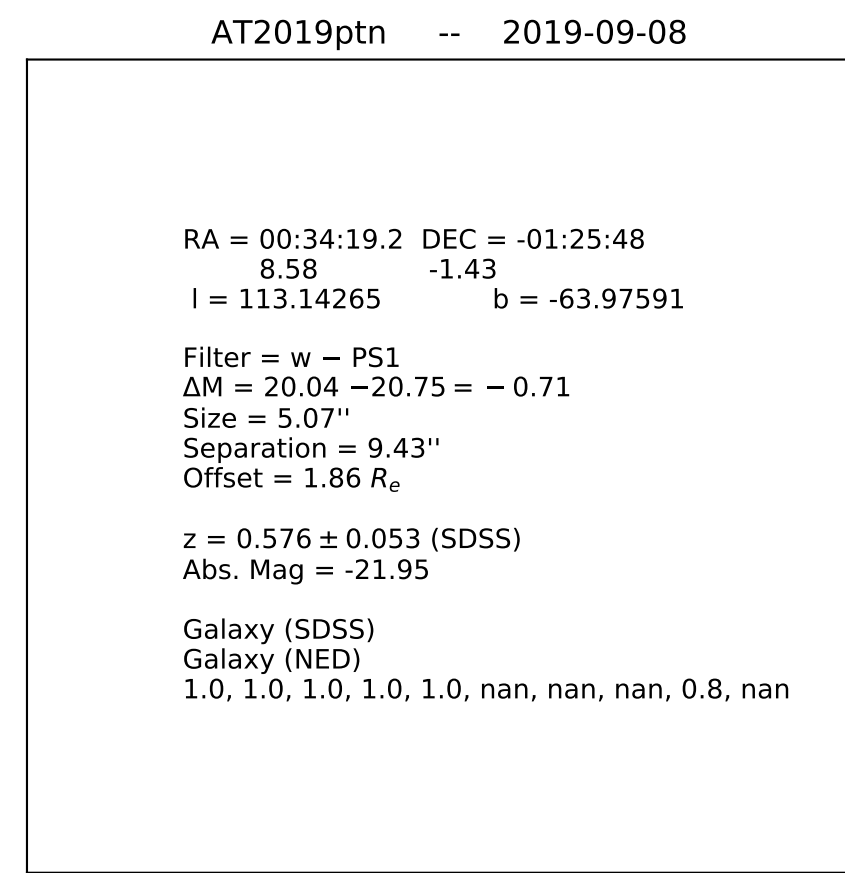 AT2019ptn -- 2019-09-08
RA = 00:34:19.2 DEC = -01:25:48
8.58 -1.43
l = 113.14265 b = -63.97591
Filter = w − PS1
ΔM = 20.04 −20.75 = − 0.71
Size = 5.07''
Separation = 9.43''
Offset = 1.86 Rₑ
z = 0.576 ± 0.053 (SDSS)
Abs. Mag = -21.95
Galaxy (SDSS)
Galaxy (NED)
1.0, 1.0, 1.0, 1.0, 1.0, nan, nan, nan, 0.8, nan